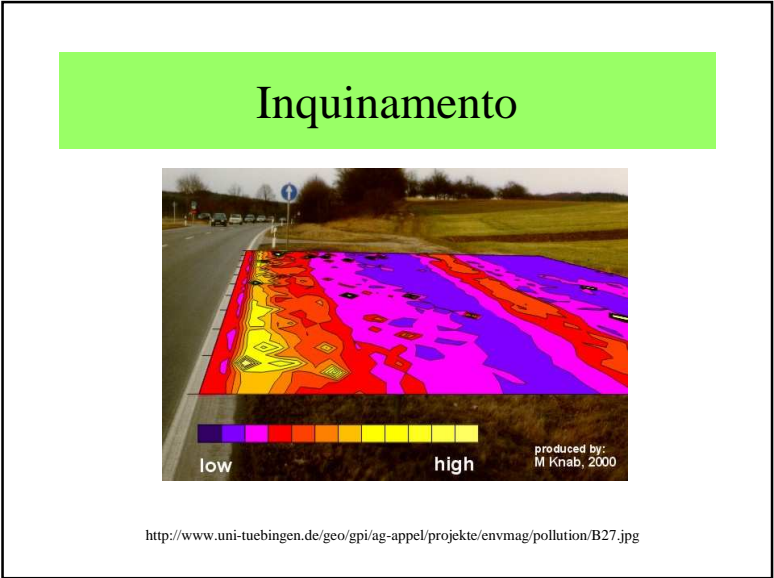 Inquinamento
low
high
produced by:
M Knab, 2000
http://www.uni-tuebingen.de/geo/gpi/ag-appel/projekte/envmag/pollution/B27.jpg